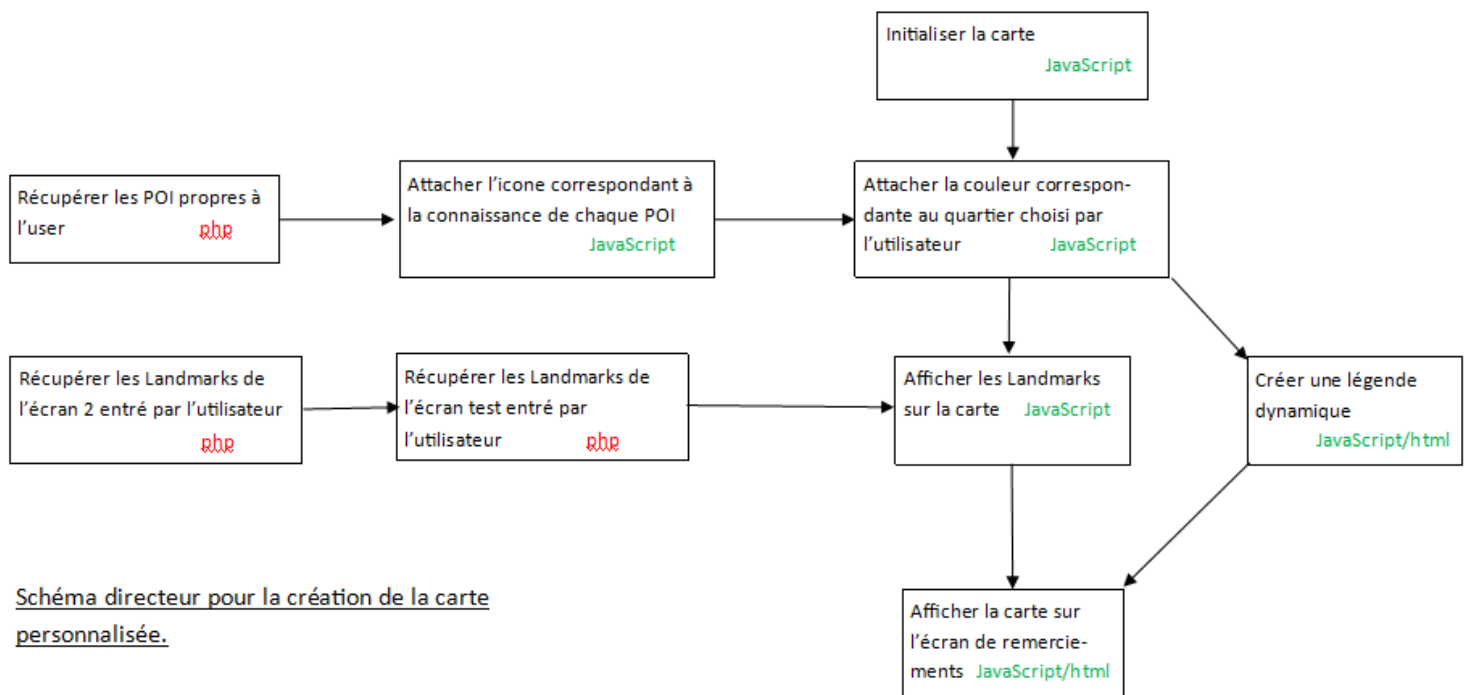 Initialiser la carte
JavaScript
Récupérer les POI propres à
l'user php
Attacher l'icone correspondant à
la connaissance de chaque POI
JavaScript
Attacher la couleur correspon-
dante au quartier choisi par
l'utilisateur JavaScript
Récupérer les Landmarks de
l'écran 2 entré par l'utilisateur
php
Récupérer les Landmarks de
l'écran test entré par
l'utilisateur php
Afficher les Landmarks
sur la carte JavaScript
Créer une légende
dynamique
JavaScript/html
Schéma directeur pour la création de la carte
personnalisée.
Afficher la carte sur
l'écran de remercie-
ments JavaScript/html